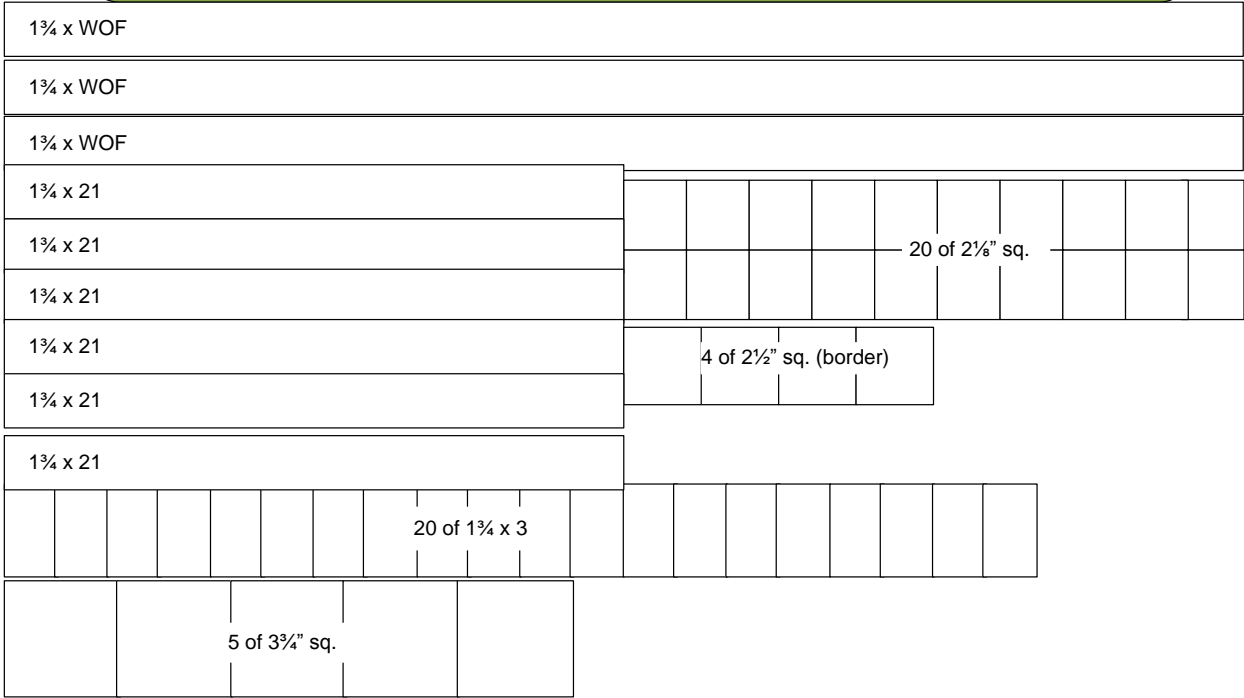 1¾ x WOF
1¾ x WOF
1¾ x WOF
1¾ x 21
1¾ x 21
20 of 2⅛” sq.
1¾ x 21
1¾ x 21
4 of 2½” sq. (border)
1¾ x 21
1¾ x 21
20 of 1¾ x 3
5 of 3¾” sq.